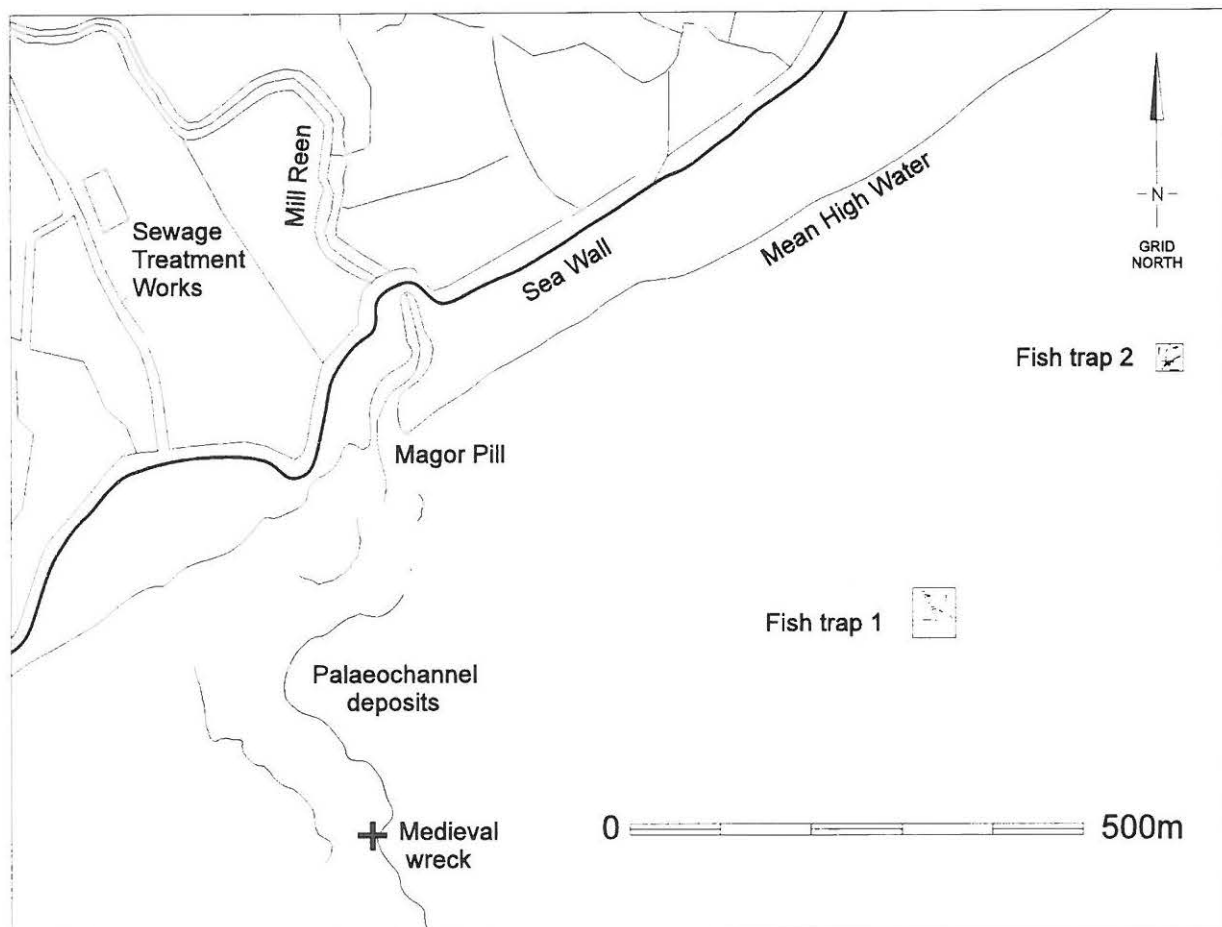 Mill Reen
Sewage
Treatment
Works
Sea Wall
Mean High Water
N
GRID
NORTH
Fish trap 2
Magor Pill
Fish trap 1
Palaeochannel
deposits
Medieval
wreck
0
500m